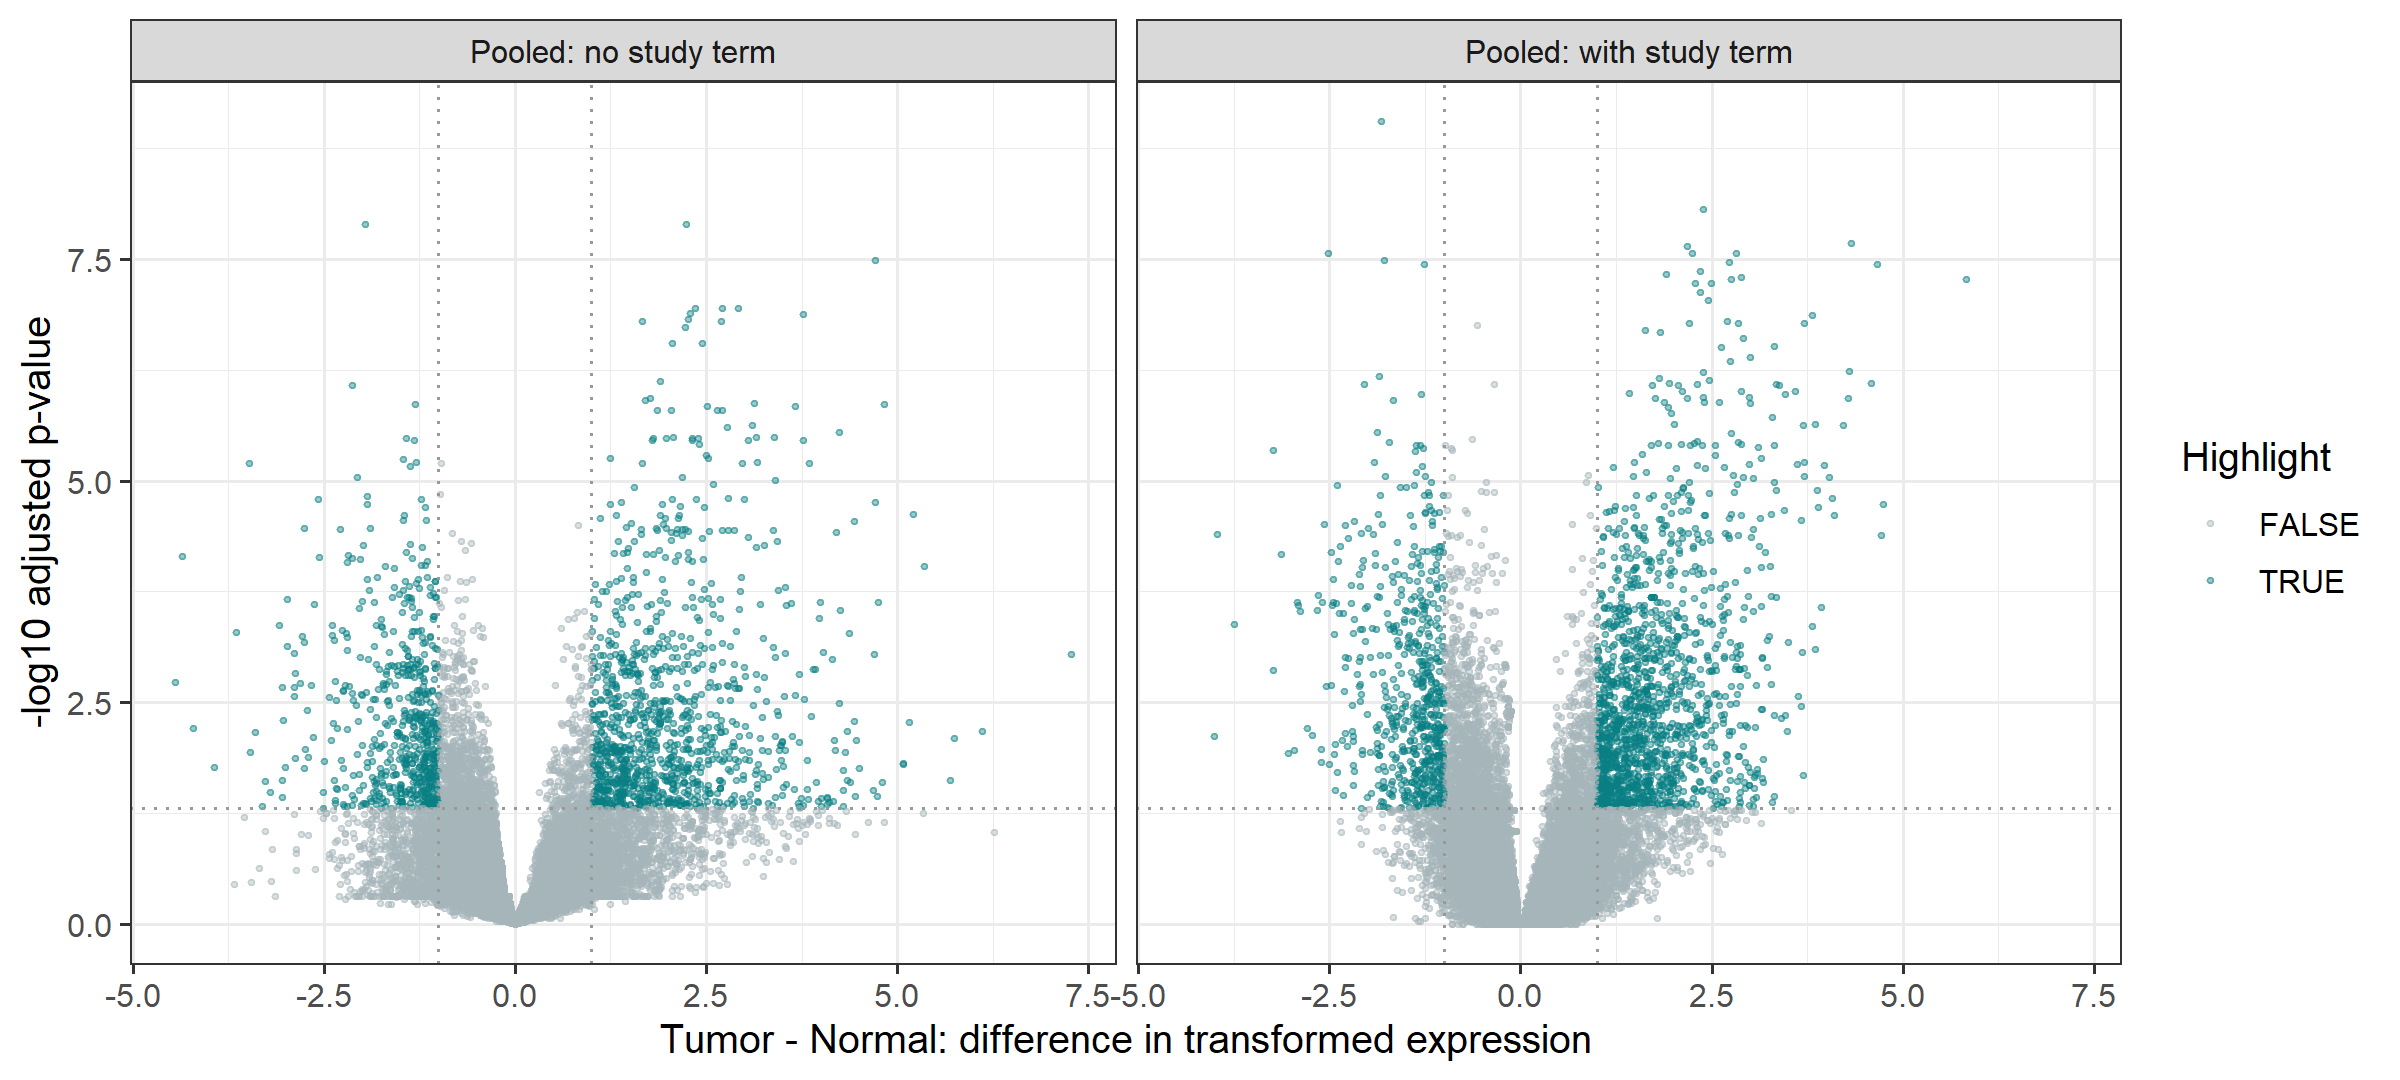 Pooled: no study term
Pooled: with study term
-log10 adjusted p-value
7.5
5.0
2.5
0.0
-5.0 -2.5 0.0 2.5 5.0 7.5
-5.0 -2.5 0.0 2.5 5.0 7.5
Tumor - Normal: difference in transformed expression
Highlight
FALSE
TRUE